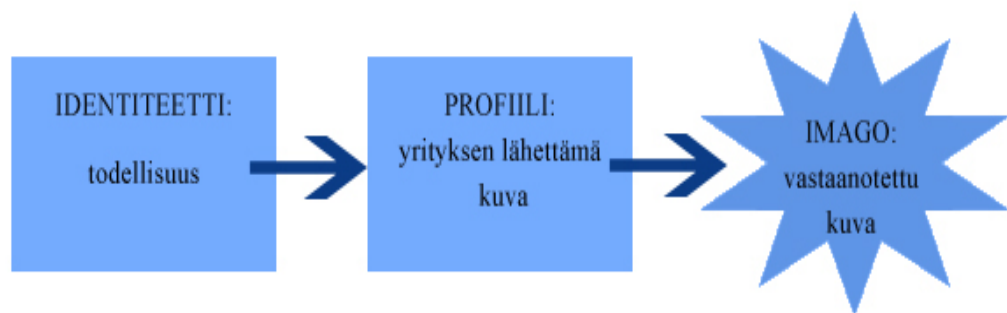 IDENTITEETTI:
todellisuus
PROFIILI:
yrityksen lähettämä
kuva
IMAGO:
vastaanotettu
kuva